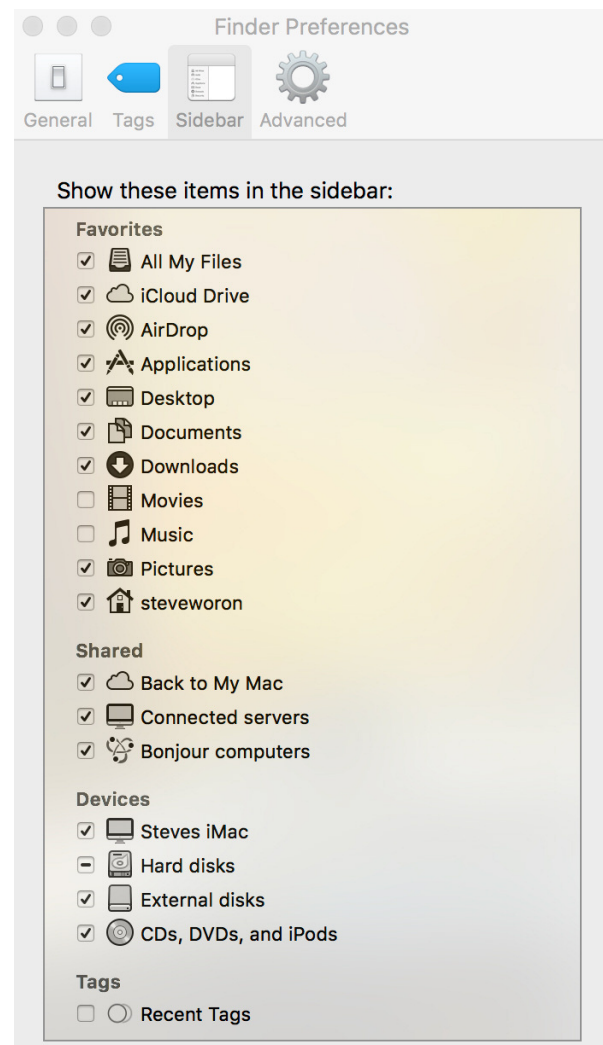 Finder Preferences
General Tags Sidebar Advanced
Show these items in the sidebar:
Favorites
All My Files
iCloud Drive
AirDrop
Applications
Desktop
Documents
Downloads
Movies
Music
Pictures
steveworon
Shared
Back to My Mac
Connected servers
Bonjour computers
Devices
Steves iMac
Hard disks
External disks
CDs, DVDs, and iPods
Tags
Recent Tags